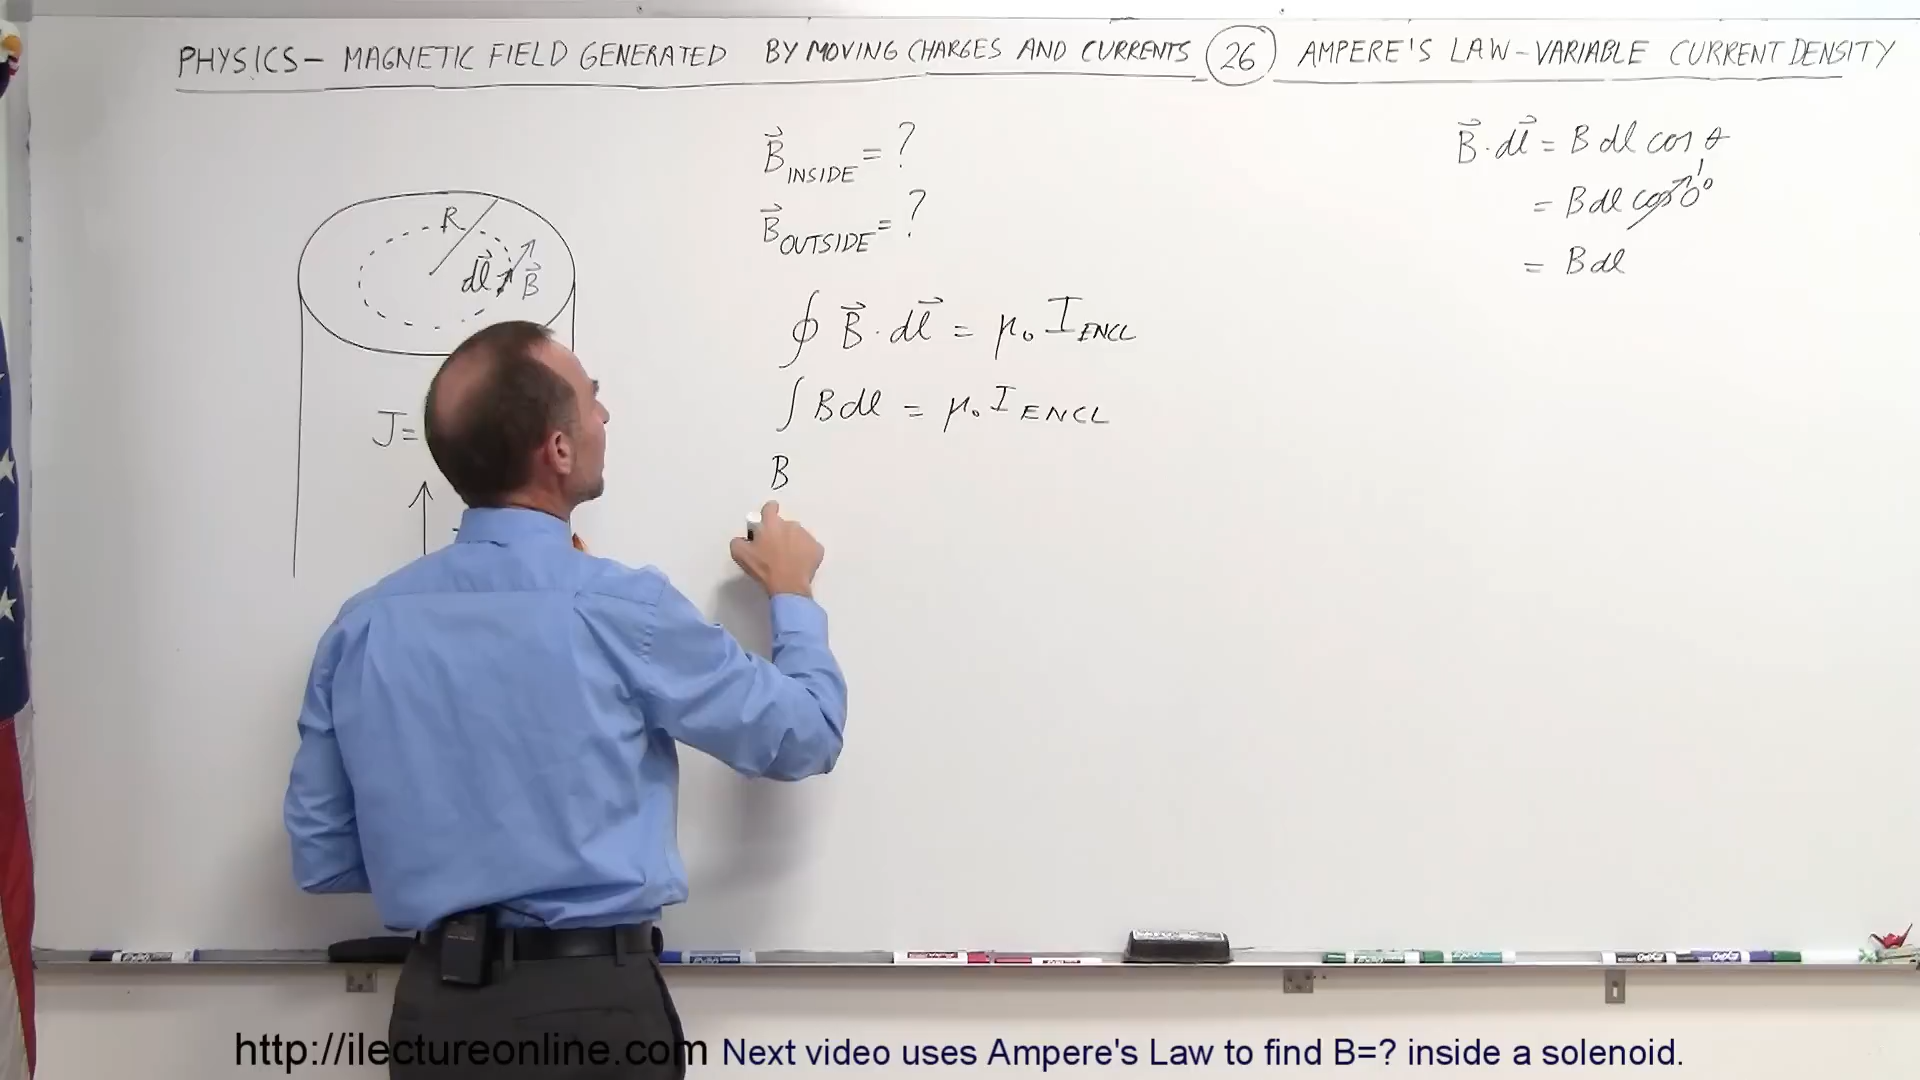 PHYSICS- MAGNETIC FIELD GENERATED BY MOVING CHARGES AND CURRENTS 26 AMPERE'S LAW-VARIABLE CURRENT DENSITY
B⃗ INSIDE = ?
B⃗ OUTSIDE = ?
∮ B⃗ · dl⃗ = μ₀ I ENCL
∫ B dl = μ₀ I ENCL
B
B⃗ · dl⃗ = B dl cos θ
= B dl cos 0° 1
= B dl
R
dl⃗ B⃗
J=
http://ilectureonline.com Next video uses Ampere's Law to find B=? inside a solenoid.